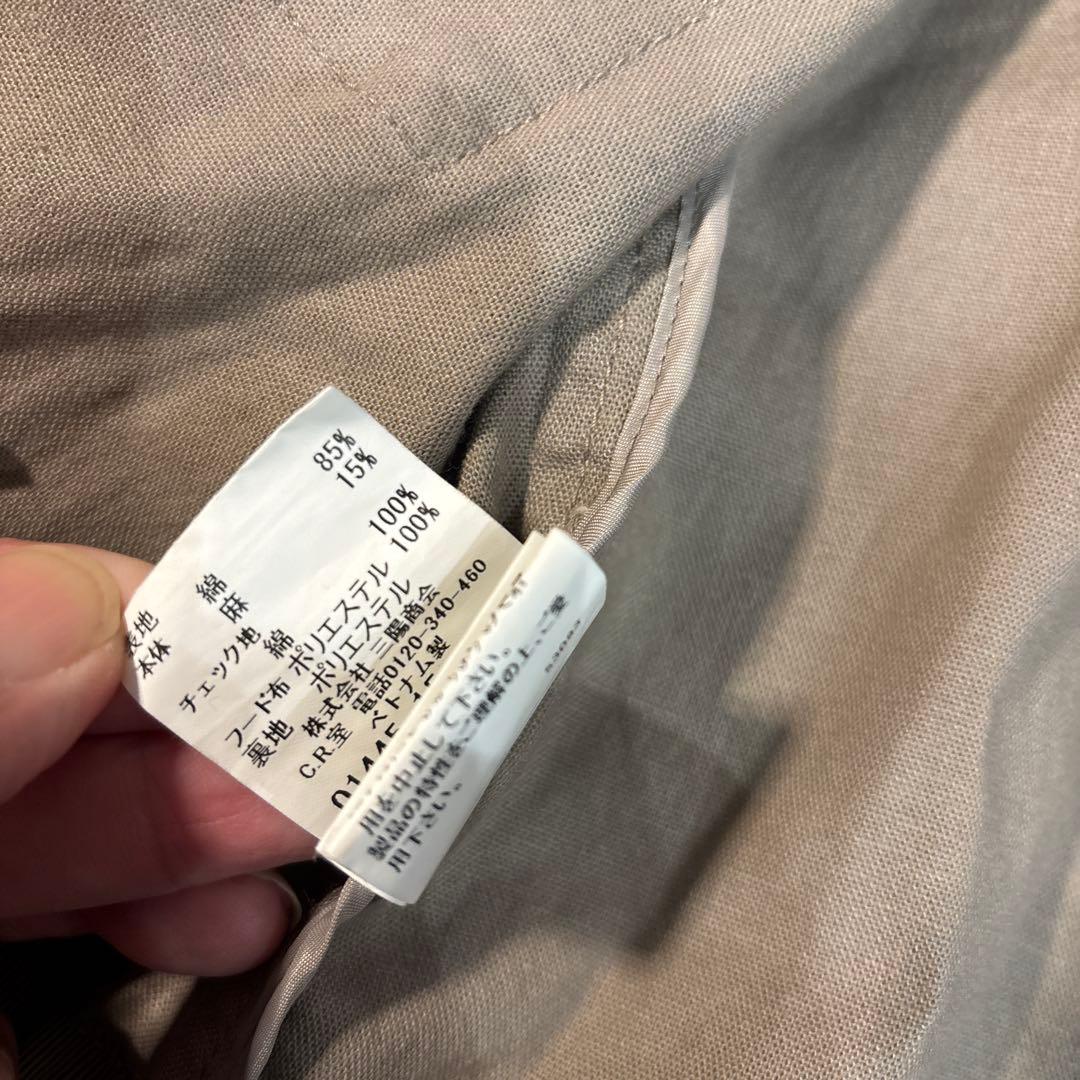 表地
本体 綿 85%
麻 15%
チェック地 綿
フード布 ポリエステル 100%
裏地 ポリエステル 100%
株式会社 三陽商会
C.R.室 電話0120-340-460
ベトナム製
用を中止して下さい。
製品の特性をご理解の上、ご愛
用下さい。